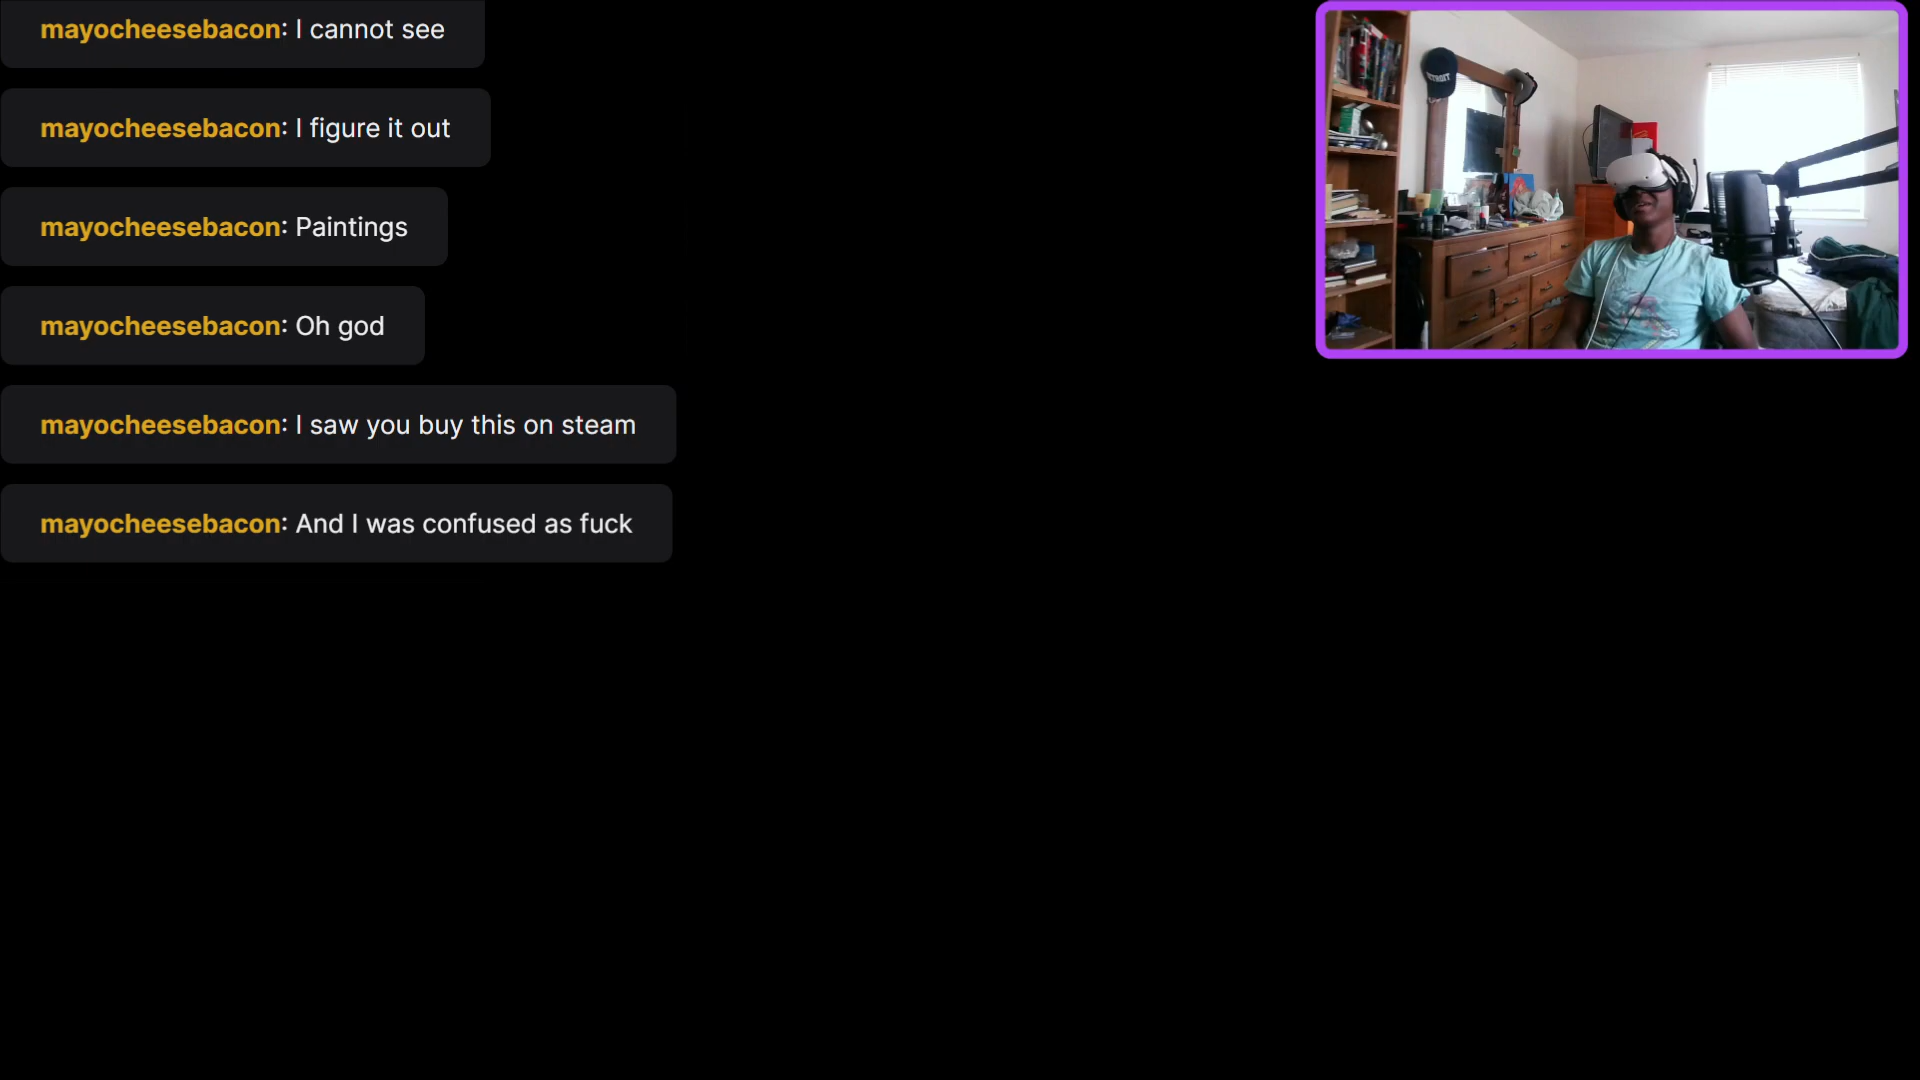 mayocheesebacon: I cannot see
mayocheesebacon: I figure it out
mayocheesebacon: Paintings
mayocheesebacon: Oh god
mayocheesebacon: I saw you buy this on steam
mayocheesebacon: And I was confused as fuck
DETROIT